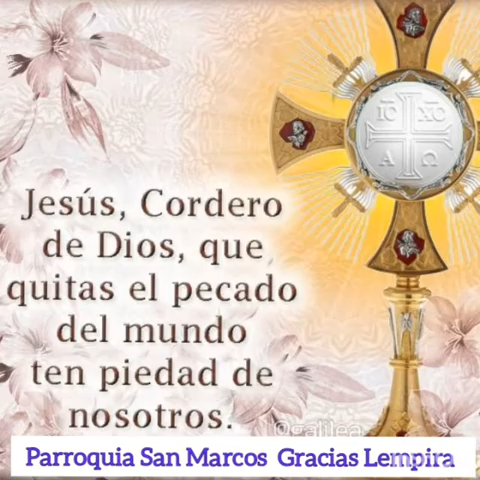 Jesús, Cordero
de Dios, que
quitas el pecado
del mundo
ten piedad de
nosotros.
@galilea
Parroquia San Marcos Gracias Lempira
IC XC
Α Ω